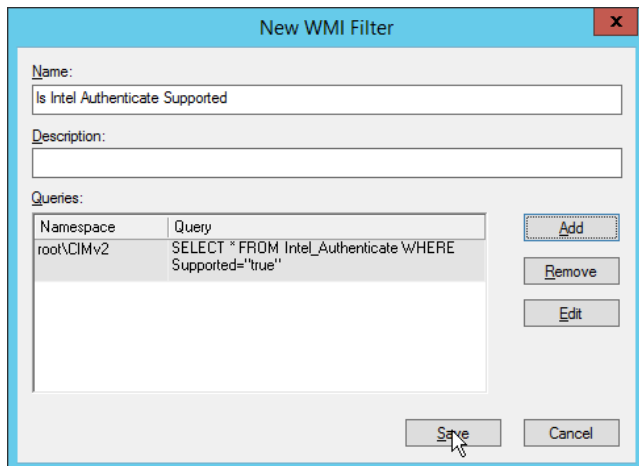 New WMI Filter
x
Name:
Is Intel Authenticate Supported
Description:
Queries:
Namespace Query
root\CIMv2 SELECT * FROM Intel_Authenticate WHERE
Supported="true"
Add
Remove
Edit
Save Cancel